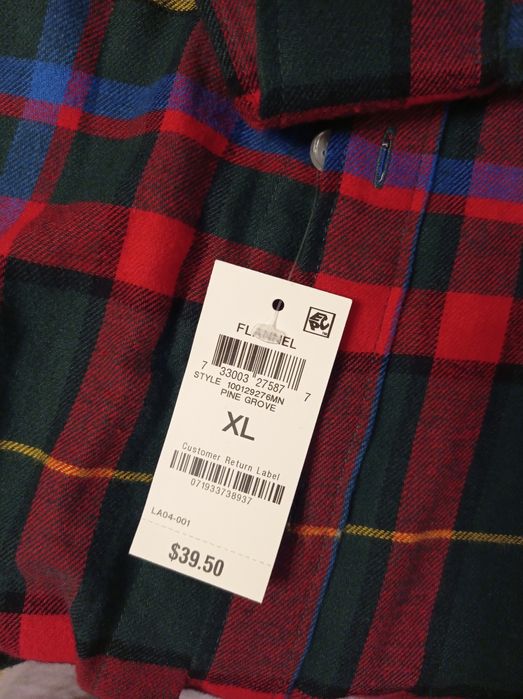 FLANNEL
7 33003 27587 7
STYLE 100129276MN
PINE GROVE
XL
Customer Return Label
071933738937
LA04-001
$39.50